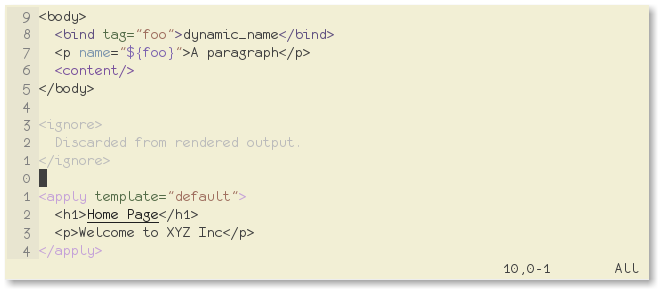 9 <body>
8   <bind tag="foo">dynamic_name</bind>
7   <p name="${foo}">A paragraph</p>
6   <content/>
5 </body>
4
3 <ignore>
2   Discarded from rendered output.
1 </ignore>
0
1 <apply template="default">
2   <h1>Home Page</h1>
3   <p>Welcome to XYZ Inc</p>
4 </apply>
10,0-1 All